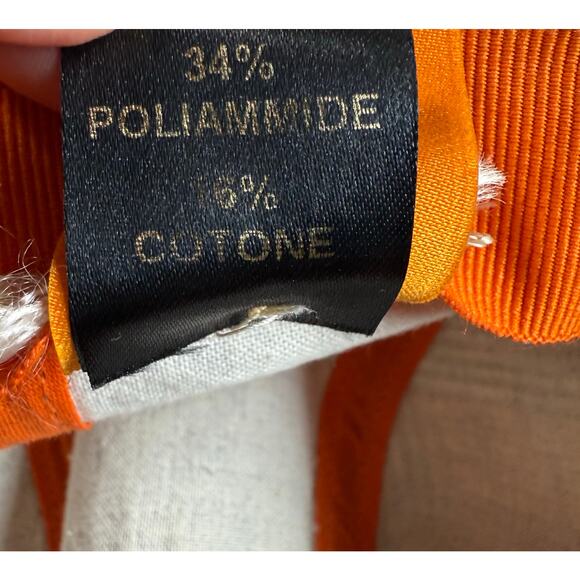 34%
POLIAMMIDE
16%
COTONE